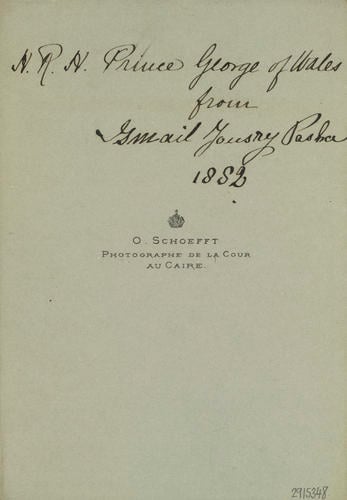 H. R. H. Prince George of Wales
from
Ismail Yousry Pasha
1882
O. SCHOEFFT
PHOTOGRAPHE DE LA COUR
AU CAIRE.
2915348